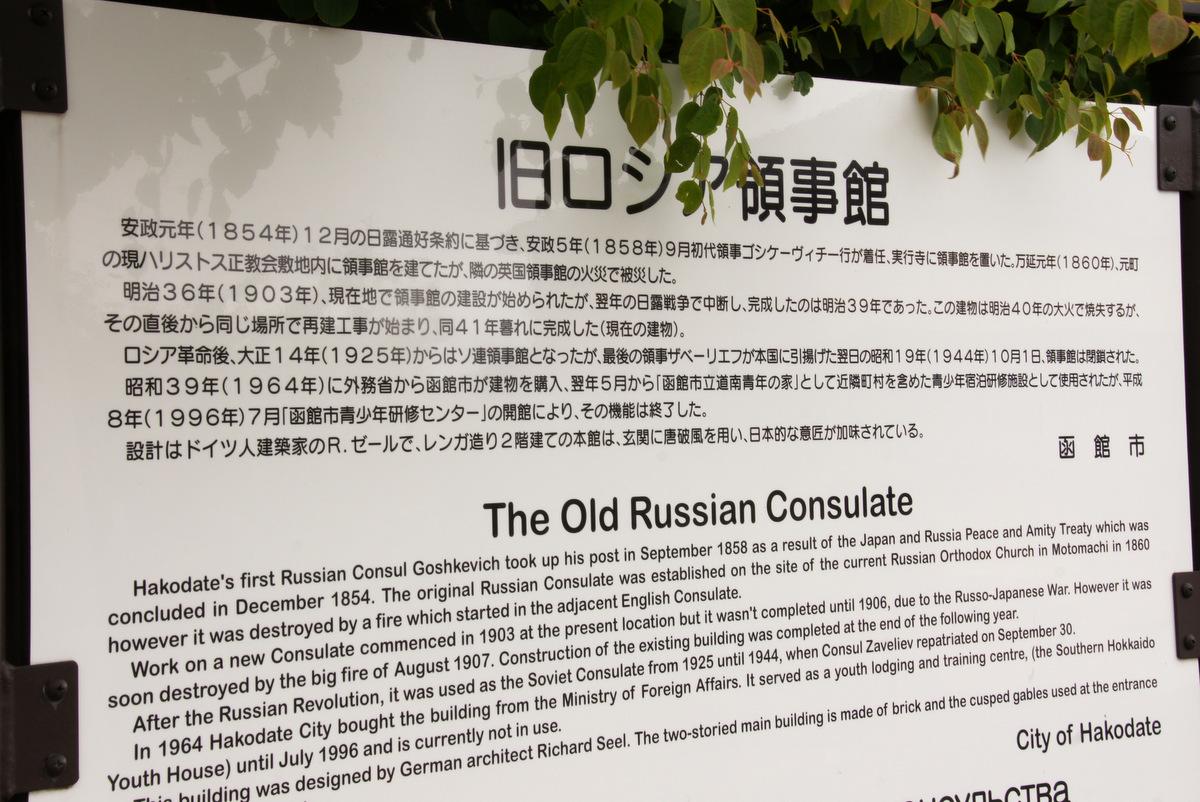 旧ロシア領事館
安政元年(1854年)12月の日露通好条約に基づき、安政5年(1858年)9月初代領事ゴシケーヴィチ一行が着任、実行寺に領事館を置いた。万延元年(1860年)、元町
の現ハリストス正教会敷地内に領事館を建てたが、隣の英国領事館の火災で被災した。
明治36年(1903年)、現在地で領事館の建設が始められたが、翌年の日露戦争で中断し、完成したのは明治39年であった。この建物は明治40年の大火で焼失するが、
その直後から同じ場所で再建工事が始まり、同41年暮れに完成した(現在の建物)。
ロシア革命後、大正14年(1925年)からはソ連領事館となったが、最後の領事ザベーリエフが本国に引揚げた翌日の昭和19年(1944年)10月1日、領事館は閉鎖された。
昭和39年(1964年)に外務省から函館市が建物を購入、翌年5月から「函館市立道南青年の家」として近隣町村を含めた青少年宿泊研修施設として使用されたが、平成
8年(1996年)7月「函館市青少年研修センター」の開館により、その機能は終了した。
設計はドイツ人建築家のR.ゼールで、レンガ造り2階建ての本館は、玄関に唐破風を用い、日本的な意匠が加味されている。
函館市
The Old Russian Consulate
Hakodate's first Russian Consul Goshkevich took up his post in September 1858 as a result of the Japan and Russia Peace and Amity Treaty which was
concluded in December 1854. The original Russian Consulate was established on the site of the current Russian Orthodox Church in Motomachi in 1860
however it was destroyed by a fire which started in the adjacent English Consulate.
Work on a new Consulate commenced in 1903 at the present location but it wasn't completed until 1906, due to the Russo-Japanese War. However it was
soon destroyed by the big fire of August 1907. Construction of the existing building was completed at the end of the following year.
After the Russian Revolution, it was used as the Soviet Consulate from 1925 until 1944, when Consul Zaveliev repatriated on September 30.
In 1964 Hakodate City bought the building from the Ministry of Foreign Affairs. It served as a youth lodging and training centre, (the Southern Hokkaido
Youth House) until July 1996 and is currently not in use.
This building was designed by German architect Richard Seel. The two-storied main building is made of brick and the cusped gables used at the entrance
City of Hakodate